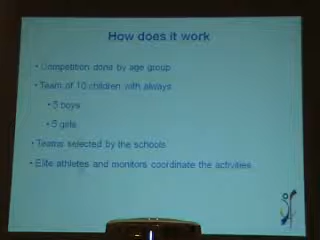 How does it work
• Competition done by age group
• Team of 10 children with always
• 5 boys
• 5 girls
• Teams selected by the schools
• Elite athletes and monitors coordinate the activities